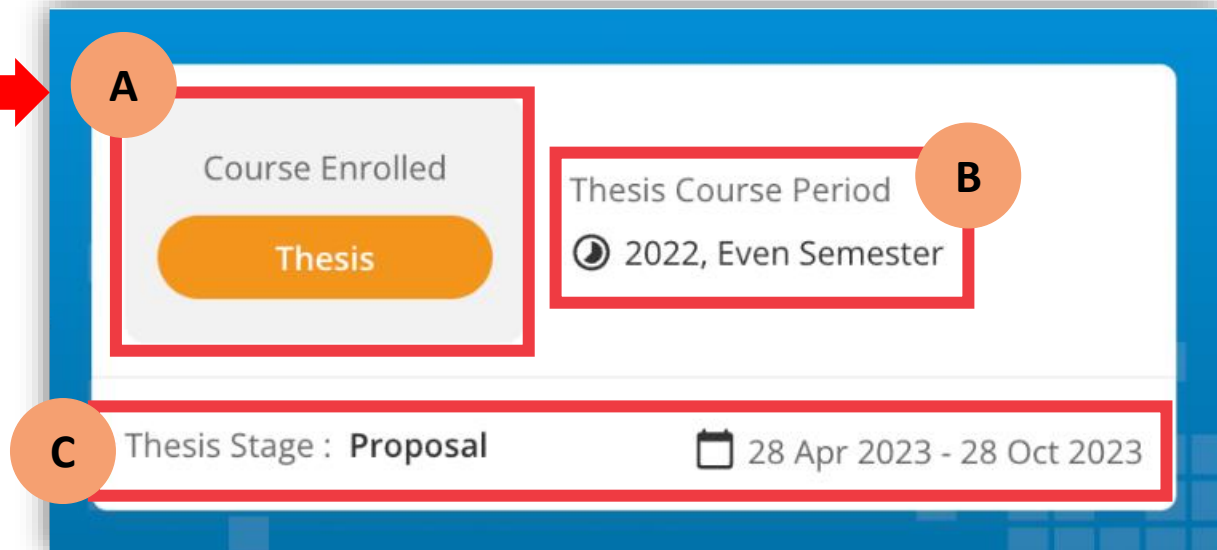 A
Course Enrolled
Thesis
B
Thesis Course Period
2022, Even Semester
C
Thesis Stage : Proposal
28 Apr 2023 - 28 Oct 2023